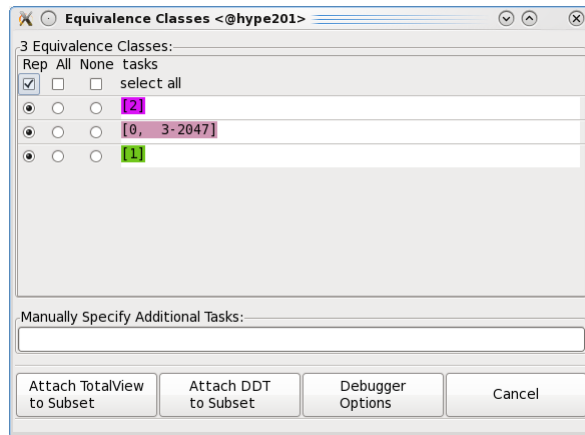 Equivalence Classes <@hype201>
3 Equivalence Classes:
Rep All None tasks
select all
[2]
[0, 3-2047]
[1]
Manually Specify Additional Tasks:
Attach TotalView to Subset
Attach DDT to Subset
Debugger Options
Cancel